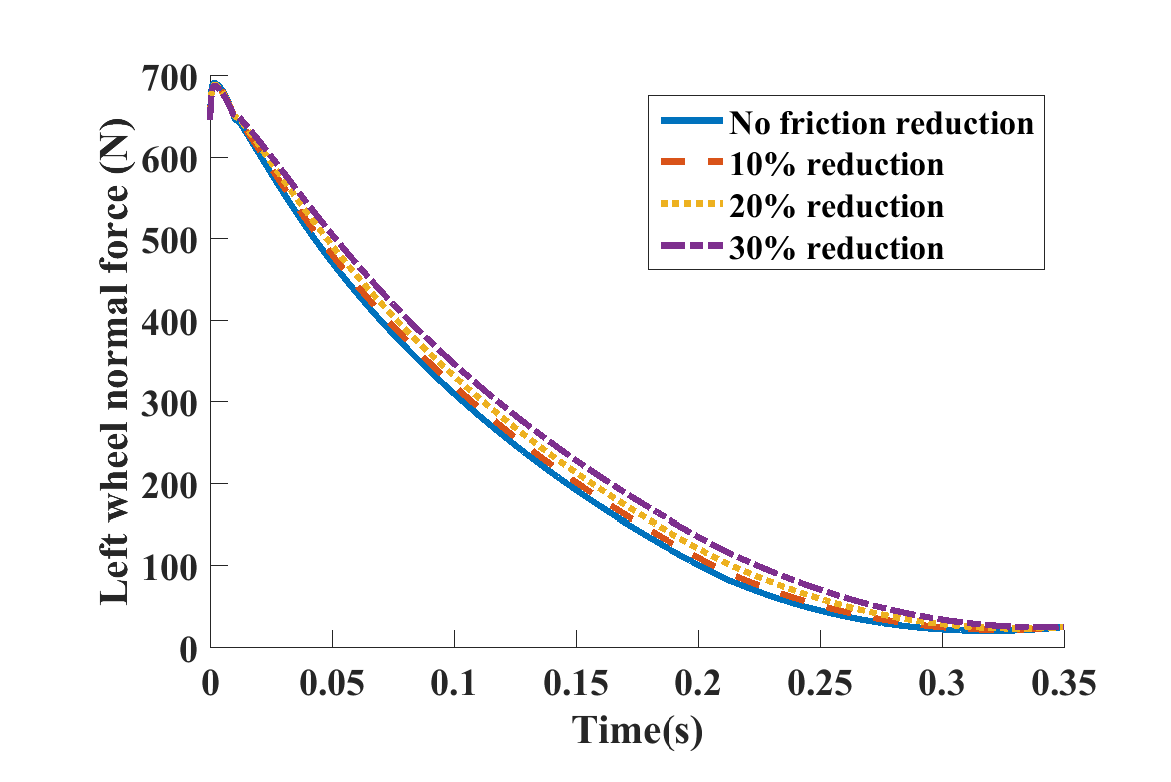 700
600
500
400
300
200
100
0
Left wheel normal force (N)
No friction reduction
10% reduction
20% reduction
30% reduction
0 0.05 0.1 0.15 0.2 0.25 0.3 0.35
Time(s)